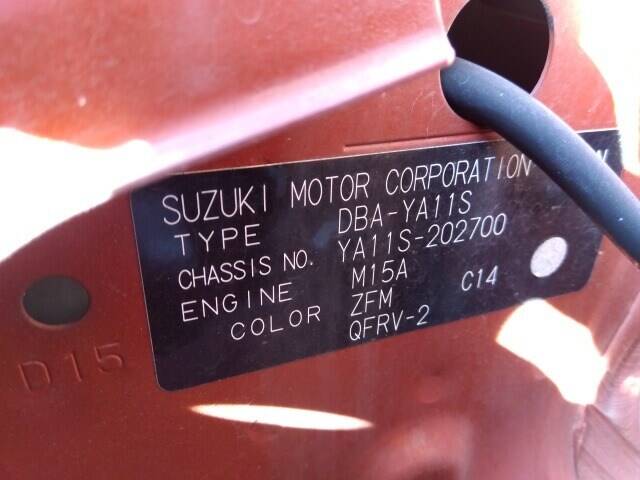 SUZUKI MOTOR CORPORATION
TYPE DBA-YA11S
CHASSIS NO. YA11S-202700
ENGINE M15A
COLOR ZFM C14
QFRV-2
D15